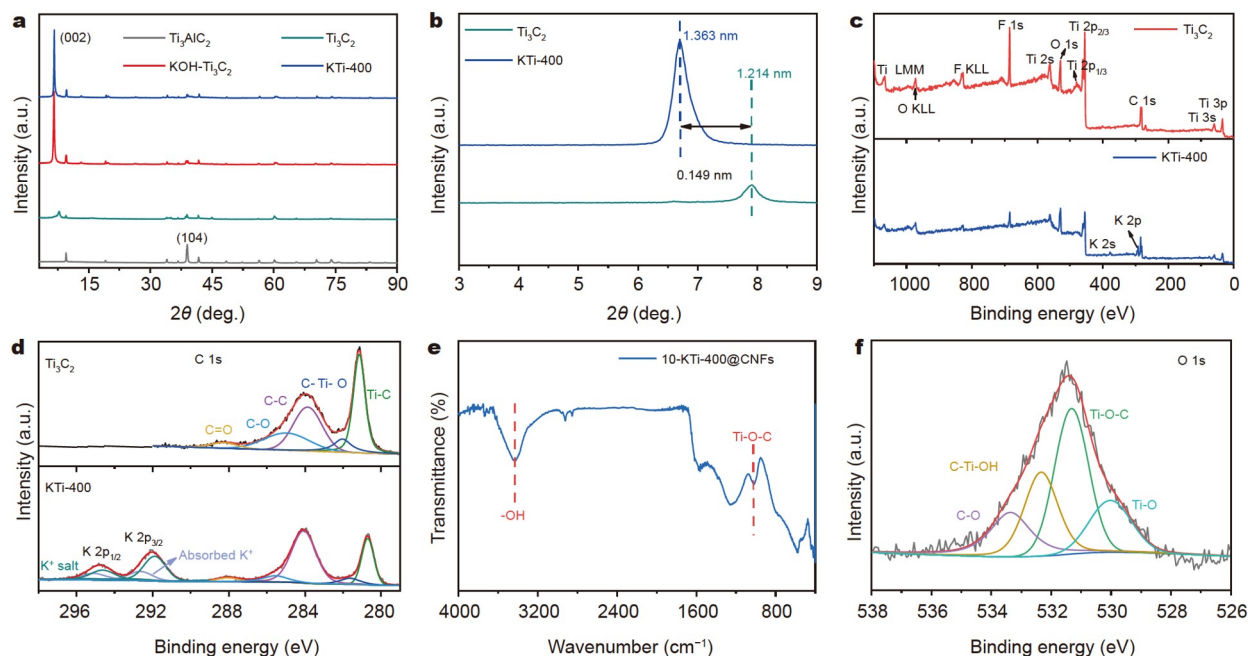 a
(002)
Ti₃AlC₂
Ti₃C₂
KOH-Ti₃C₂
KTi-400
(104)
Intensity (a.u.)
15 30 45 60 75 90
2θ (deg.)
b
Ti₃C₂
KTi-400
1.363 nm
1.214 nm
0.149 nm
Intensity (a.u.)
3 4 5 6 7 8 9
2θ (deg.)
c
F 1s
Ti 2p₂/₃
Ti₃C₂
O 1s
Ti 2s
Ti 2p₁/₃
Ti LMM
F KLL
O KLL
C 1s
Ti 3p
Ti 3s
KTi-400
K 2p
K 2s
Intensity (a.u.)
1000 800 600 400 200 0
Binding energy (eV)
d
Ti₃C₂
C 1s
C- Ti- O
C-C
Ti-C
C-O
C=O
KTi-400
K 2p₁/₂
K 2p₃/₂
Absorbed K⁺
K⁺ salt
Intensity (a.u.)
296 292 288 284 280
Binding energy (eV)
e
10-KTi-400@CNFs
Ti-O-C
-OH
Transmittance (%)
4000 3200 2400 1600 800
Wavenumber (cm⁻¹)
f
O 1s
Ti-O-C
C-Ti-OH
Ti-O
C-O
Intensity (a.u.)
538 536 534 532 530 528 526
Binding energy (eV)